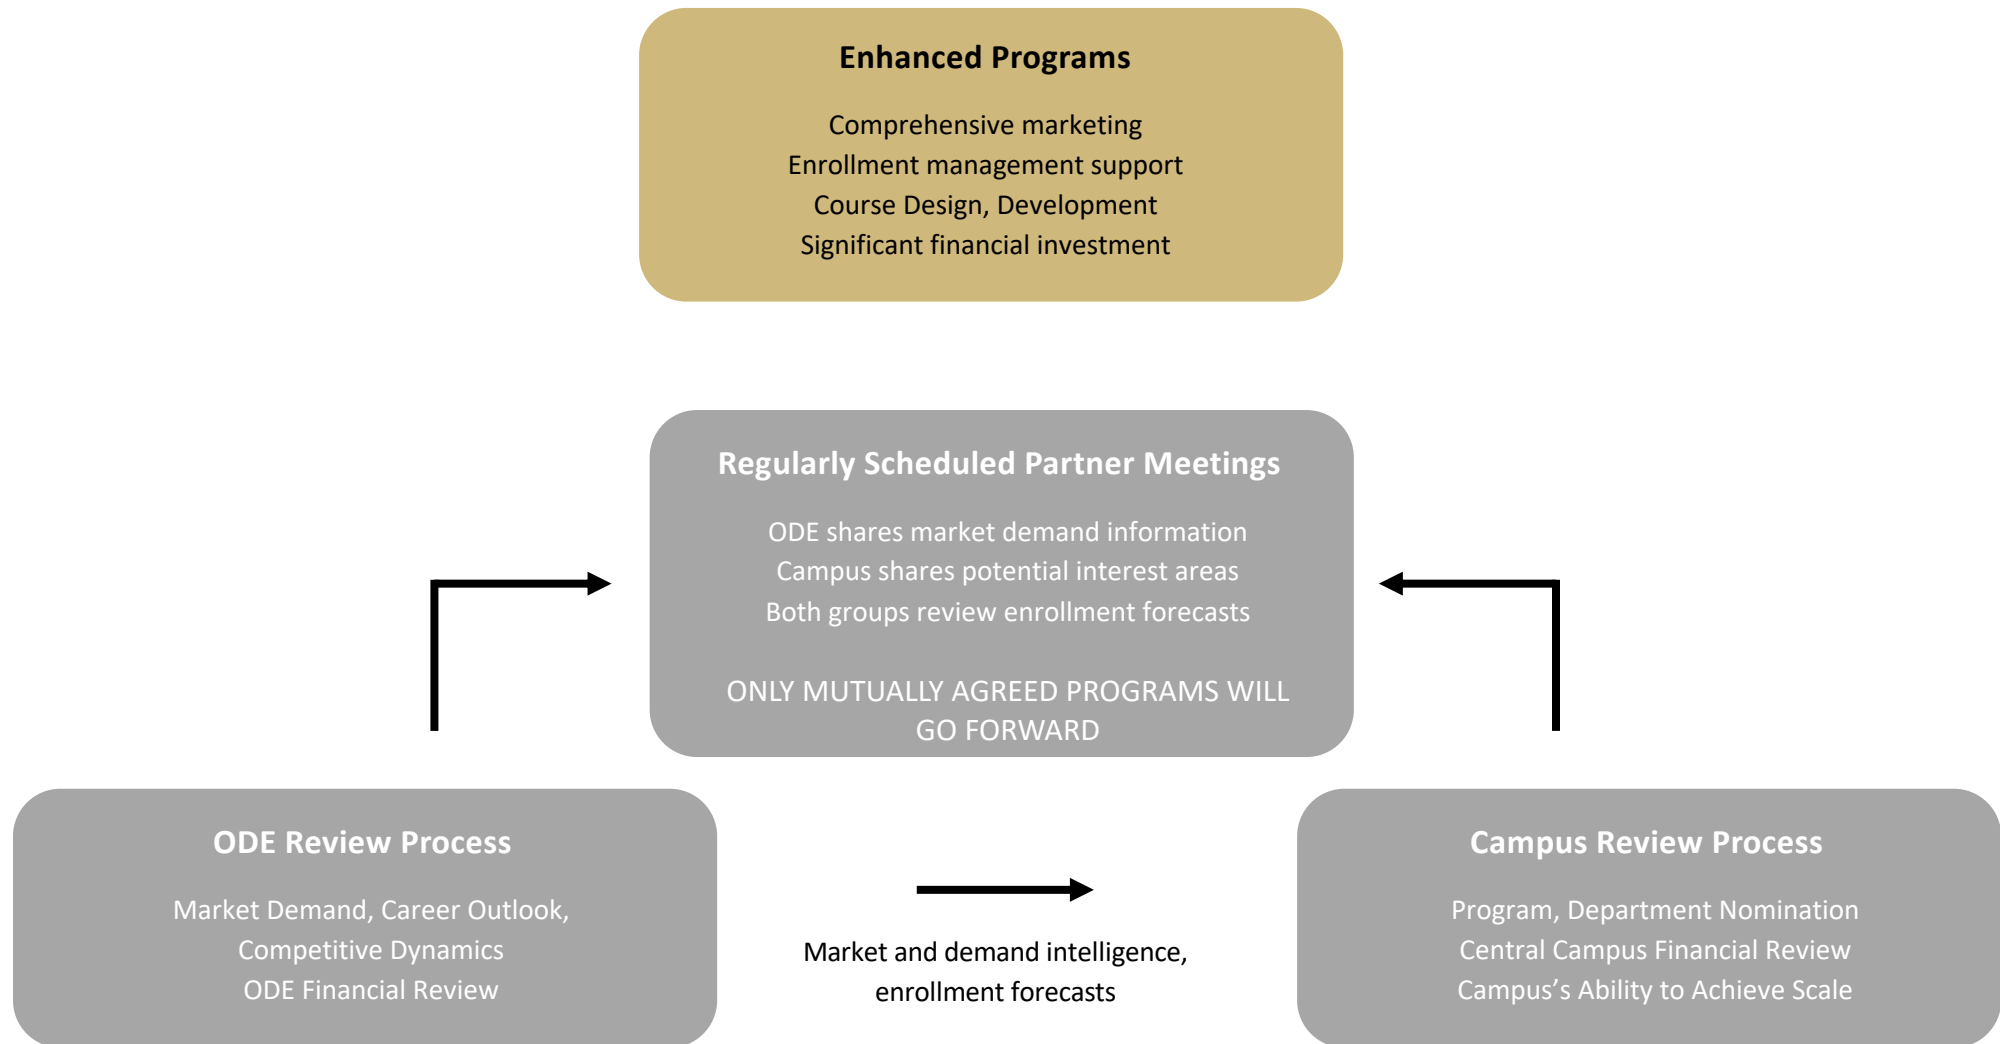 Enhanced Programs
Comprehensive marketing
Enrollment management support
Course Design, Development
Significant financial investment
Regularly Scheduled Partner Meetings
ODE shares market demand information
Campus shares potential interest areas
Both groups review enrollment forecasts
ONLY MUTUALLY AGREED PROGRAMS WILL
GO FORWARD
ODE Review Process
Market Demand, Career Outlook,
Competitive Dynamics
ODE Financial Review
Market and demand intelligence,
enrollment forecasts
Campus Review Process
Program, Department Nomination
Central Campus Financial Review
Campus’s Ability to Achieve Scale